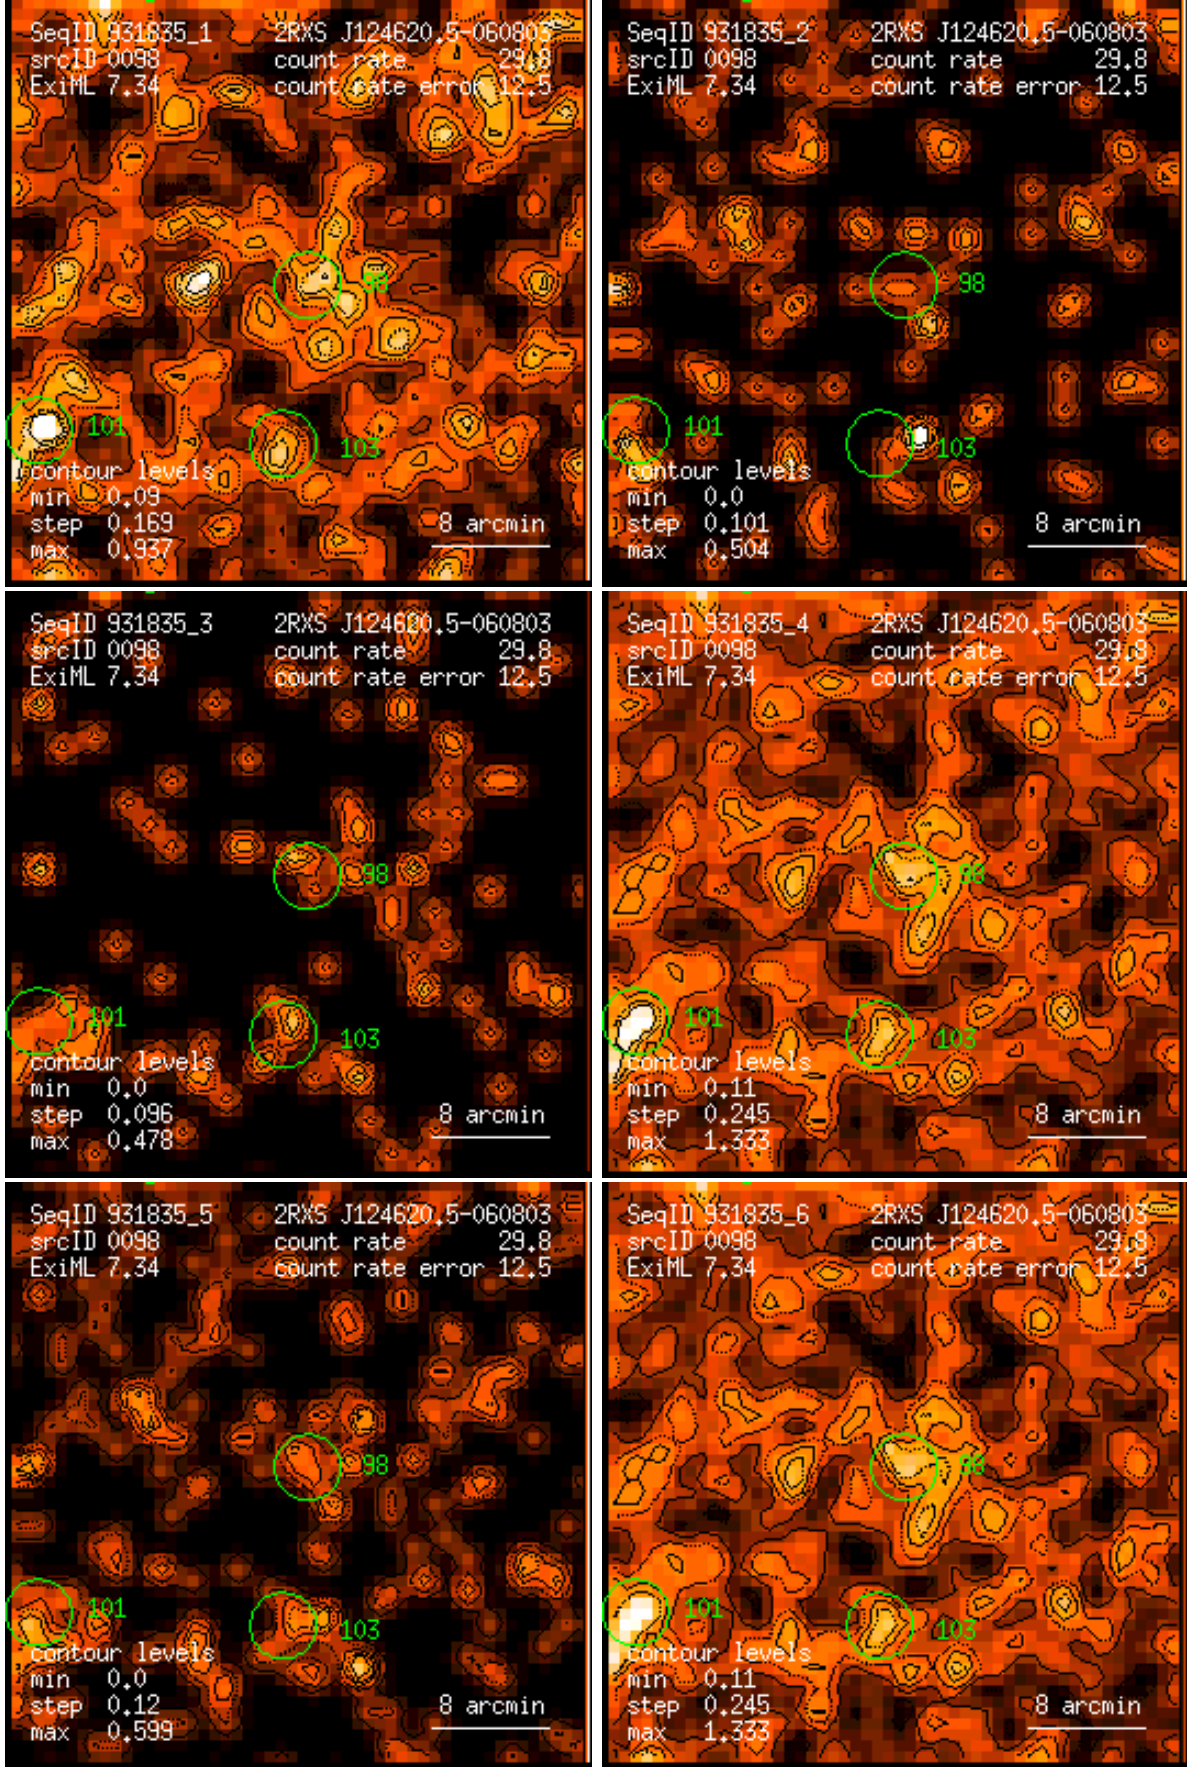 SeqID 931835_1 2RXS J124620.5-060803
srcID 0098 count rate 29.8
ExiML 7.34 count rate error 12.5
98
101
103
contour levels
min 0.09
step 0.169
max 0.937
8 arcmin
SeqID 931835_2 2RXS J124620.5-060803
srcID 0098 count rate 29.8
ExiML 7.34 count rate error 12.5
98
101
103
contour levels
min 0.0
step 0.101
max 0.504
8 arcmin
SeqID 931835_3 2RXS J124620.5-060803
srcID 0098 count rate 29.8
ExiML 7.34 count rate error 12.5
98
101
103
contour levels
min 0.0
step 0.096
max 0.478
8 arcmin
SeqID 931835_4 2RXS J124620.5-060803
srcID 0098 count rate 29.8
ExiML 7.34 count rate error 12.5
98
101
103
contour levels
min 0.11
step 0.245
max 1.333
8 arcmin
SeqID 931835_5 2RXS J124620.5-060803
srcID 0098 count rate 29.8
ExiML 7.34 count rate error 12.5
98
101
103
contour levels
min 0.0
step 0.12
max 0.599
8 arcmin
SeqID 931835_6 2RXS J124620.5-060803
srcID 0098 count rate 29.8
ExiML 7.34 count rate error 12.5
98
101
103
contour levels
min 0.11
step 0.245
max 1.333
8 arcmin